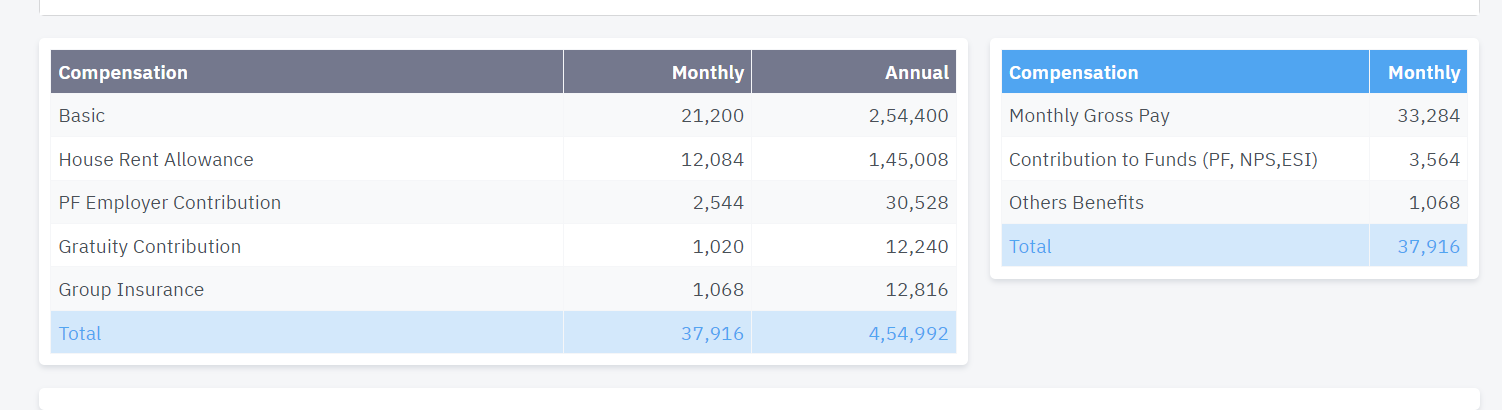 Compensation Monthly Annual
Basic 21,200 2,54,400
House Rent Allowance 12,084 1,45,008
PF Employer Contribution 2,544 30,528
Gratuity Contribution 1,020 12,240
Group Insurance 1,068 12,816
Total 37,916 4,54,992
Compensation Monthly
Monthly Gross Pay 33,284
Contribution to Funds (PF, NPS,ESI) 3,564
Others Benefits 1,068
Total 37,916